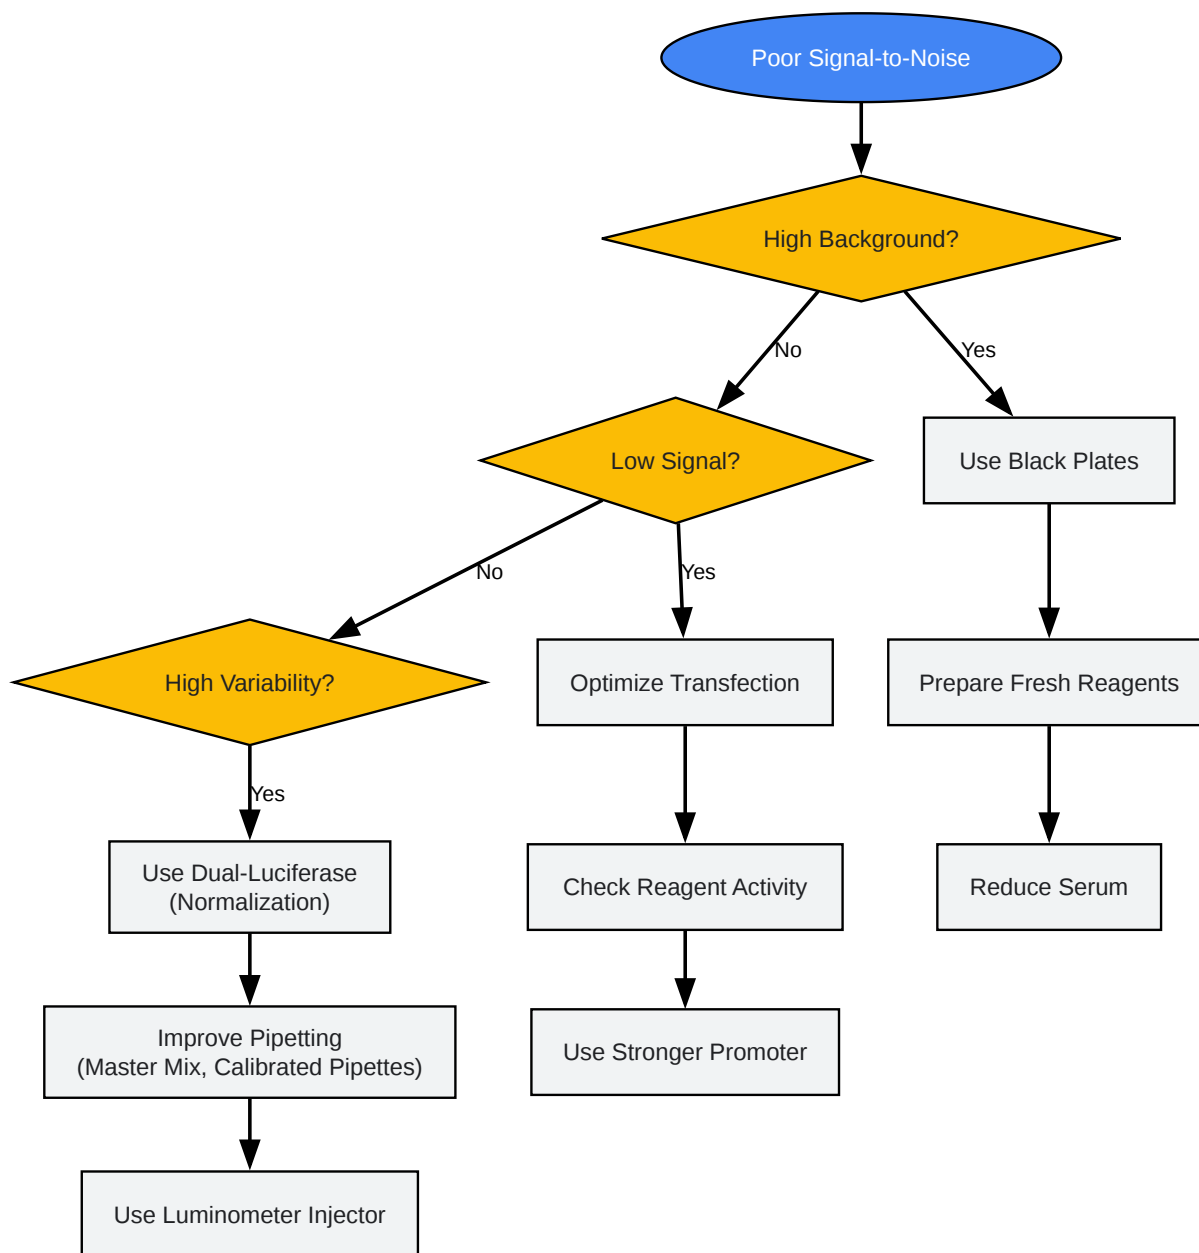 Poor Signal-to-Noise
High Background?
No
Yes
Low Signal?
Use Black Plates
No
Yes
High Variability?
Optimize Transfection
Prepare Fresh Reagents
Yes
Use Dual-Luciferase
(Normalization)
Check Reagent Activity
Reduce Serum
Improve Pipetting
(Master Mix, Calibrated Pipettes)
Use Stronger Promoter
Use Luminometer Injector